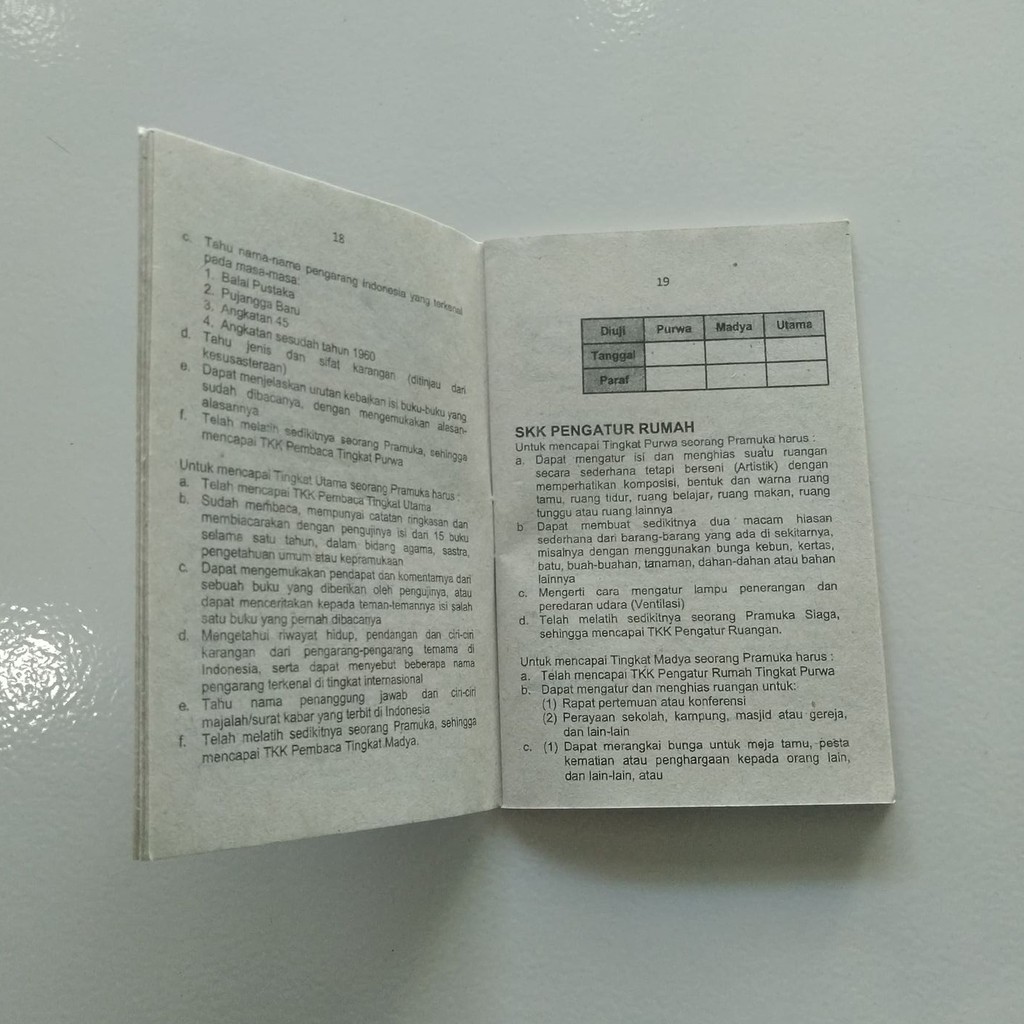 18
c. Tahu nama-nama pengarang Indonesia yang terkenal
pada masa-masa:
1. Balai Pustaka
2. Pujangga Baru
3. Angkatan 45
4. Angkatan sesudah tahun 1960
d. Tahu jenis dan sifat karangan (ditinjau dari
kesusasteraan)
e. Dapat menjelaskan urutan kebaikan isi buku-buku yang
sudah dibacanya, dengan mengemukakan alasan-
alasannya
f. Telah melatih sedikitnya seorang Pramuka, sehingga
mencapai TKK Pembaca Tingkat Purwa
Untuk mencapai Tingkat Utama seorang Pramuka harus :
a. Telah mencapai TKK Pembaca Tingkat Utama
b. Sudah membaca, mempunyai catatan ringkasan dan
membiacarakan dengan pengujinya isi dari 15 buku
selama satu tahun, dalam bidang agama, sastra,
pengetahuan umum atau kepramukaan
c. Dapat mengemukakan pendapat dan komentarnya dari
sebuah buku yang diberikan oleh pengujinya, atau
dapat menceritakan kepada teman-temannya isi salah
satu buku yang pernah dibacanya
d. Mengetahui riwayat hidup, pendangan dan ciri-ciri
karangan dari pengarang-pengarang ternama di
Indonesia, serta dapat menyebut beberapa nama
pengarang terkenal di tingkat internasional
e. Tahu nama penanggung jawab dan ciri-ciri
majalah/surat kabar yang terbit di Indonesia
f. Telah melatih sedikitnya seorang Pramuka, sehingga
mencapai TKK Pembaca Tingkat Madya.
19
Diuji Purwa Madya Utama
Tanggal
Paraf
SKK PENGATUR RUMAH
Untuk mencapai Tingkat Purwa seorang Pramuka harus :
a. Dapat mengatur isi dan menghias suatu ruangan
secara sederhana tetapi berseni (Artistik) dengan
memperhatikan komposisi, bentuk dan warna ruang
tamu, ruang tidur, ruang belajar, ruang makan, ruang
tunggu atau ruang lainnya
b Dapat membuat sedikitnya dua macam hiasan
sederhana dari barang-barang yang ada di sekitarnya,
misalnya dengan menggunakan bunga kebun, kertas,
batu, buah-buahan, tanaman, dahan-dahan atau bahan
lainnya
c. Mengerti cara mengatur lampu penerangan dan
peredaran udara (Ventilasi)
d. Telah melatih sedikitnya seorang Pramuka Siaga,
sehingga mencapai TKK Pengatur Ruangan.
Untuk mencapai Tingkat Madya seorang Pramuka harus :
a. Telah mencapai TKK Pengatur Rumah Tingkat Purwa
b. Dapat mengatur dan menghias ruangan untuk:
(1) Rapat pertemuan atau konferensi
(2) Perayaan sekolah, kampung, masjid atau gereja,
dan lain-lain
c. (1) Dapat merangkai bunga untuk meja tamu, pesta
kematian atau penghargaan kepada orang lain,
dan lain-lain, atau